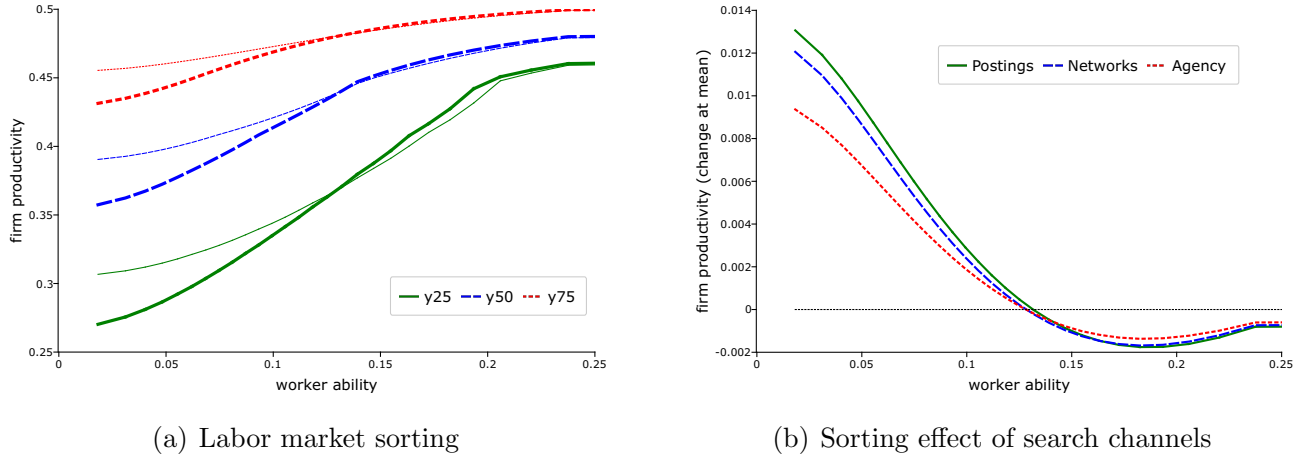 0.5
0.45
0.4
0.35
0.3
0.25
firm productivity
0
0.05
0.1
0.15
0.2
0.25
worker ability
y25
y50
y75
(a) Labor market sorting
0.014
0.012
0.01
0.008
0.006
0.004
0.002
0
-0.002
firm productivity (change at mean)
0
0.05
0.1
0.15
0.2
0.25
worker ability
Postings
Networks
Agency
(b) Sorting effect of search channels